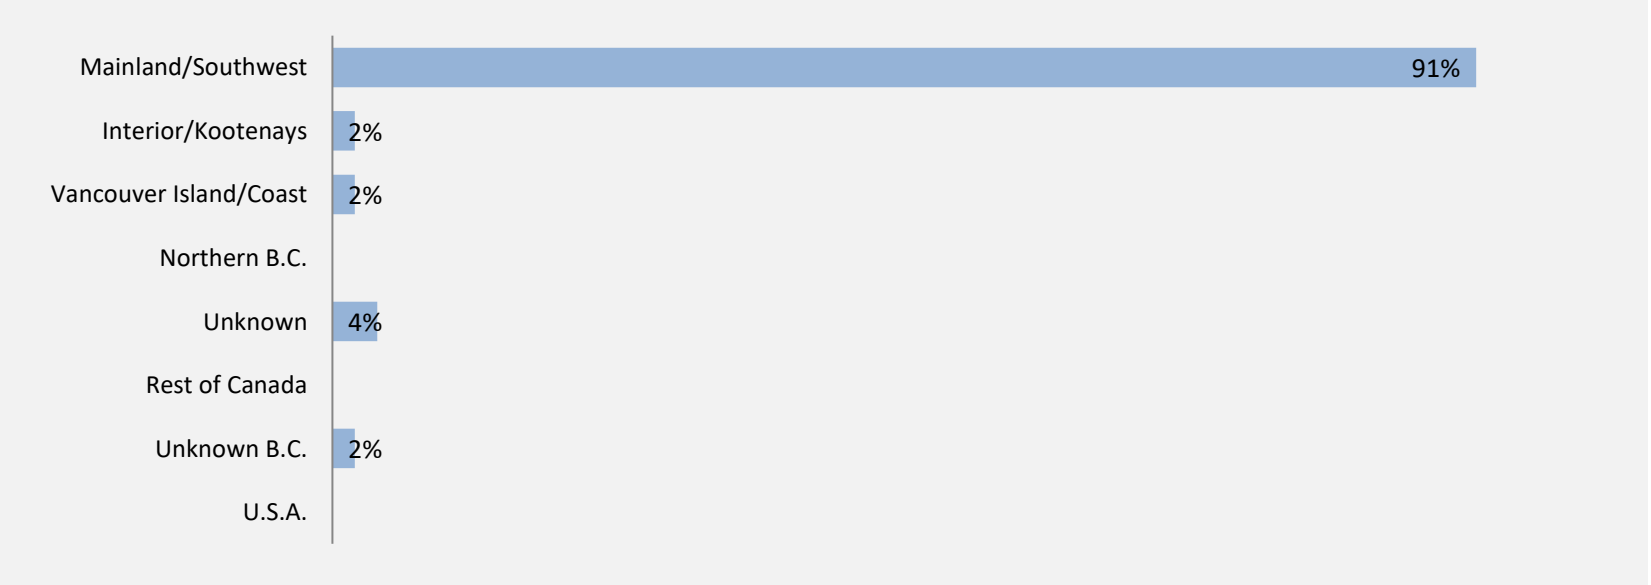 Mainland/Southwest 91%
Interior/Kootenays 2%
Vancouver Island/Coast 2%
Northern B.C.
Unknown 4%
Rest of Canada
Unknown B.C. 2%
U.S.A.